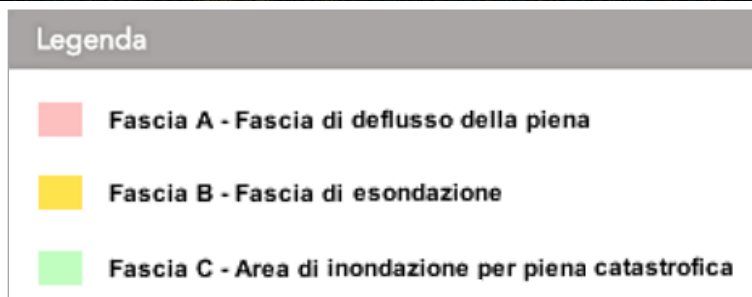 Legenda
Fascia A - Fascia di deflusso della piena
Fascia B - Fascia di esondazione
Fascia C - Area di inondazione per piena catastrofica